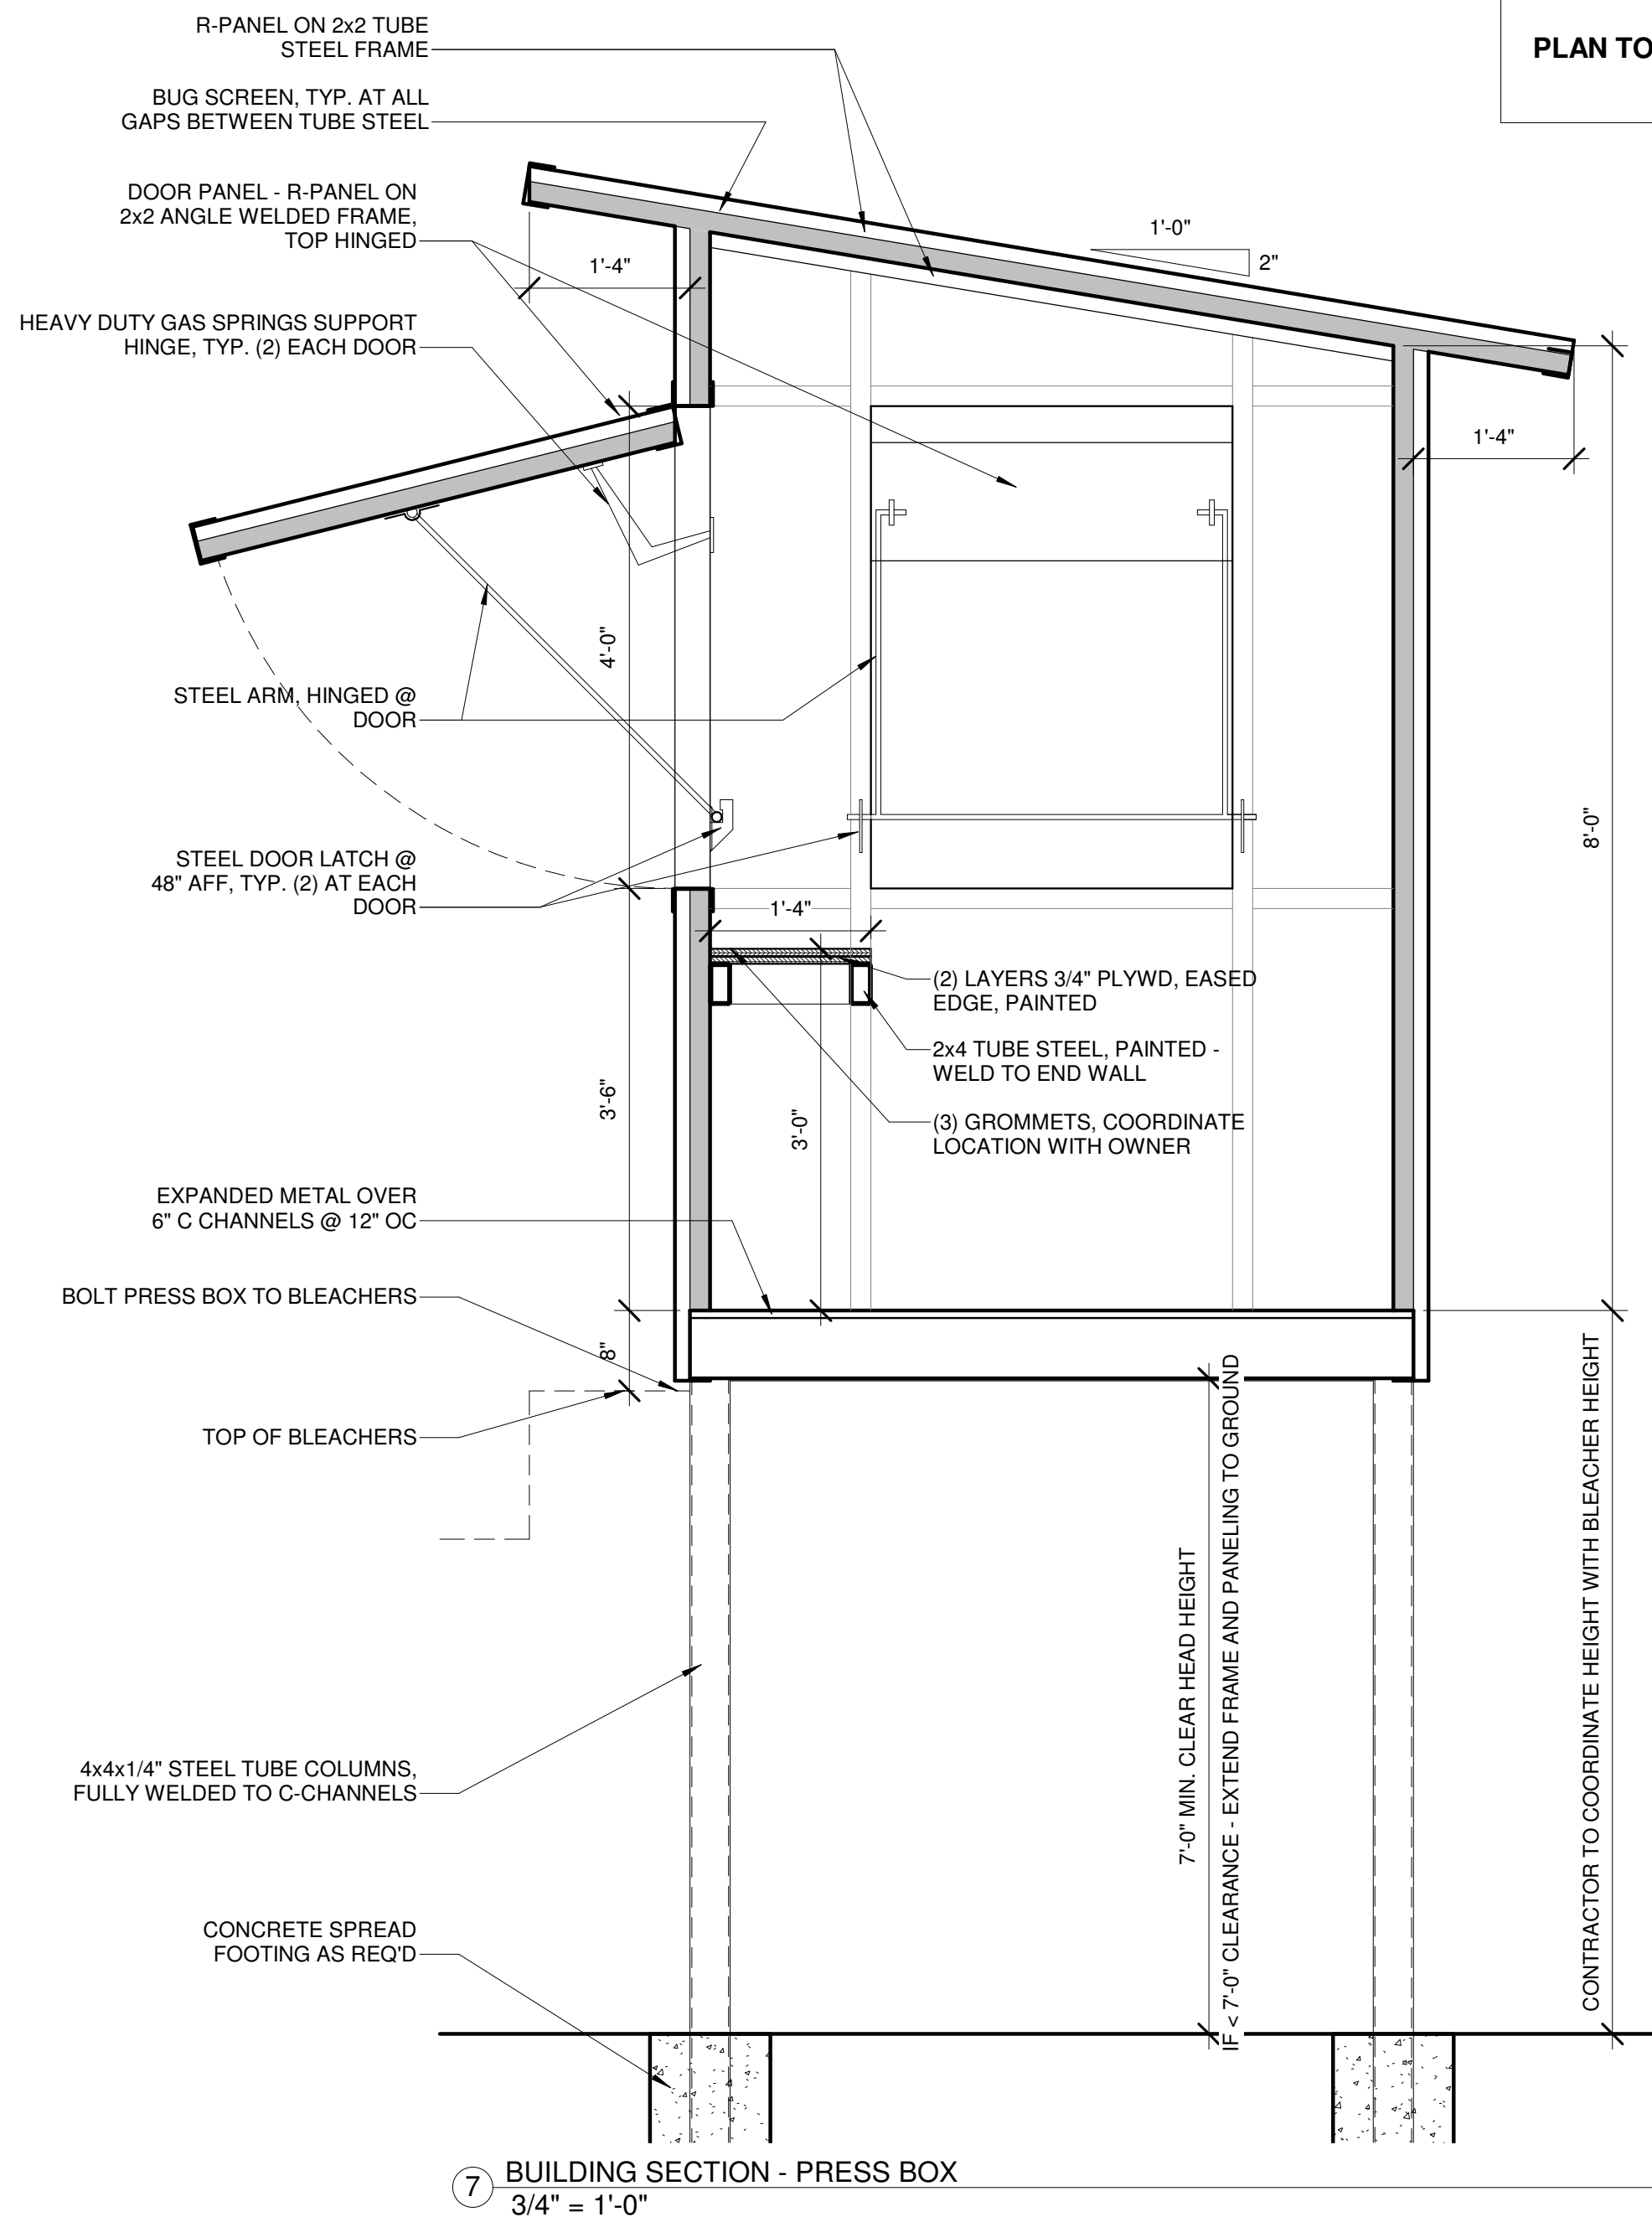 PLAN TO
R-PANEL ON 2x2 TUBE
STEEL FRAME
BUG SCREEN, TYP. AT ALL
GAPS BETWEEN TUBE STEEL
DOOR PANEL - R-PANEL ON
2x2 ANGLE WELDED FRAME,
TOP HINGED
1'-0"
2"
1'-4"
HEAVY DUTY GAS SPRINGS SUPPORT
HINGE, TYP. (2) EACH DOOR
1'-4"
4'-0"
STEEL ARM, HINGED @
DOOR
8'-0"
STEEL DOOR LATCH @
48" AFF, TYP. (2) AT EACH
DOOR
1'-4"
(2) LAYERS 3/4" PLYWD, EASED
EDGE, PAINTED
2x4 TUBE STEEL, PAINTED -
WELD TO END WALL
3'-6"
3'-0"
(3) GROMMETS, COORDINATE
LOCATION WITH OWNER
EXPANDED METAL OVER
6" C CHANNELS @ 12" OC
BOLT PRESS BOX TO BLEACHERS
8"
TOP OF BLEACHERS
7'-0" MIN. CLEAR HEAD HEIGHT
IF < 7'-0" CLEARANCE - EXTEND FRAME AND PANELING TO GROUND
CONTRACTOR TO COORDINATE HEIGHT WITH BLEACHER HEIGHT
4x4x1/4" STEEL TUBE COLUMNS,
FULLY WELDED TO C-CHANNELS
CONCRETE SPREAD
FOOTING AS REQ'D
7
BUILDING SECTION - PRESS BOX
3/4" = 1'-0"